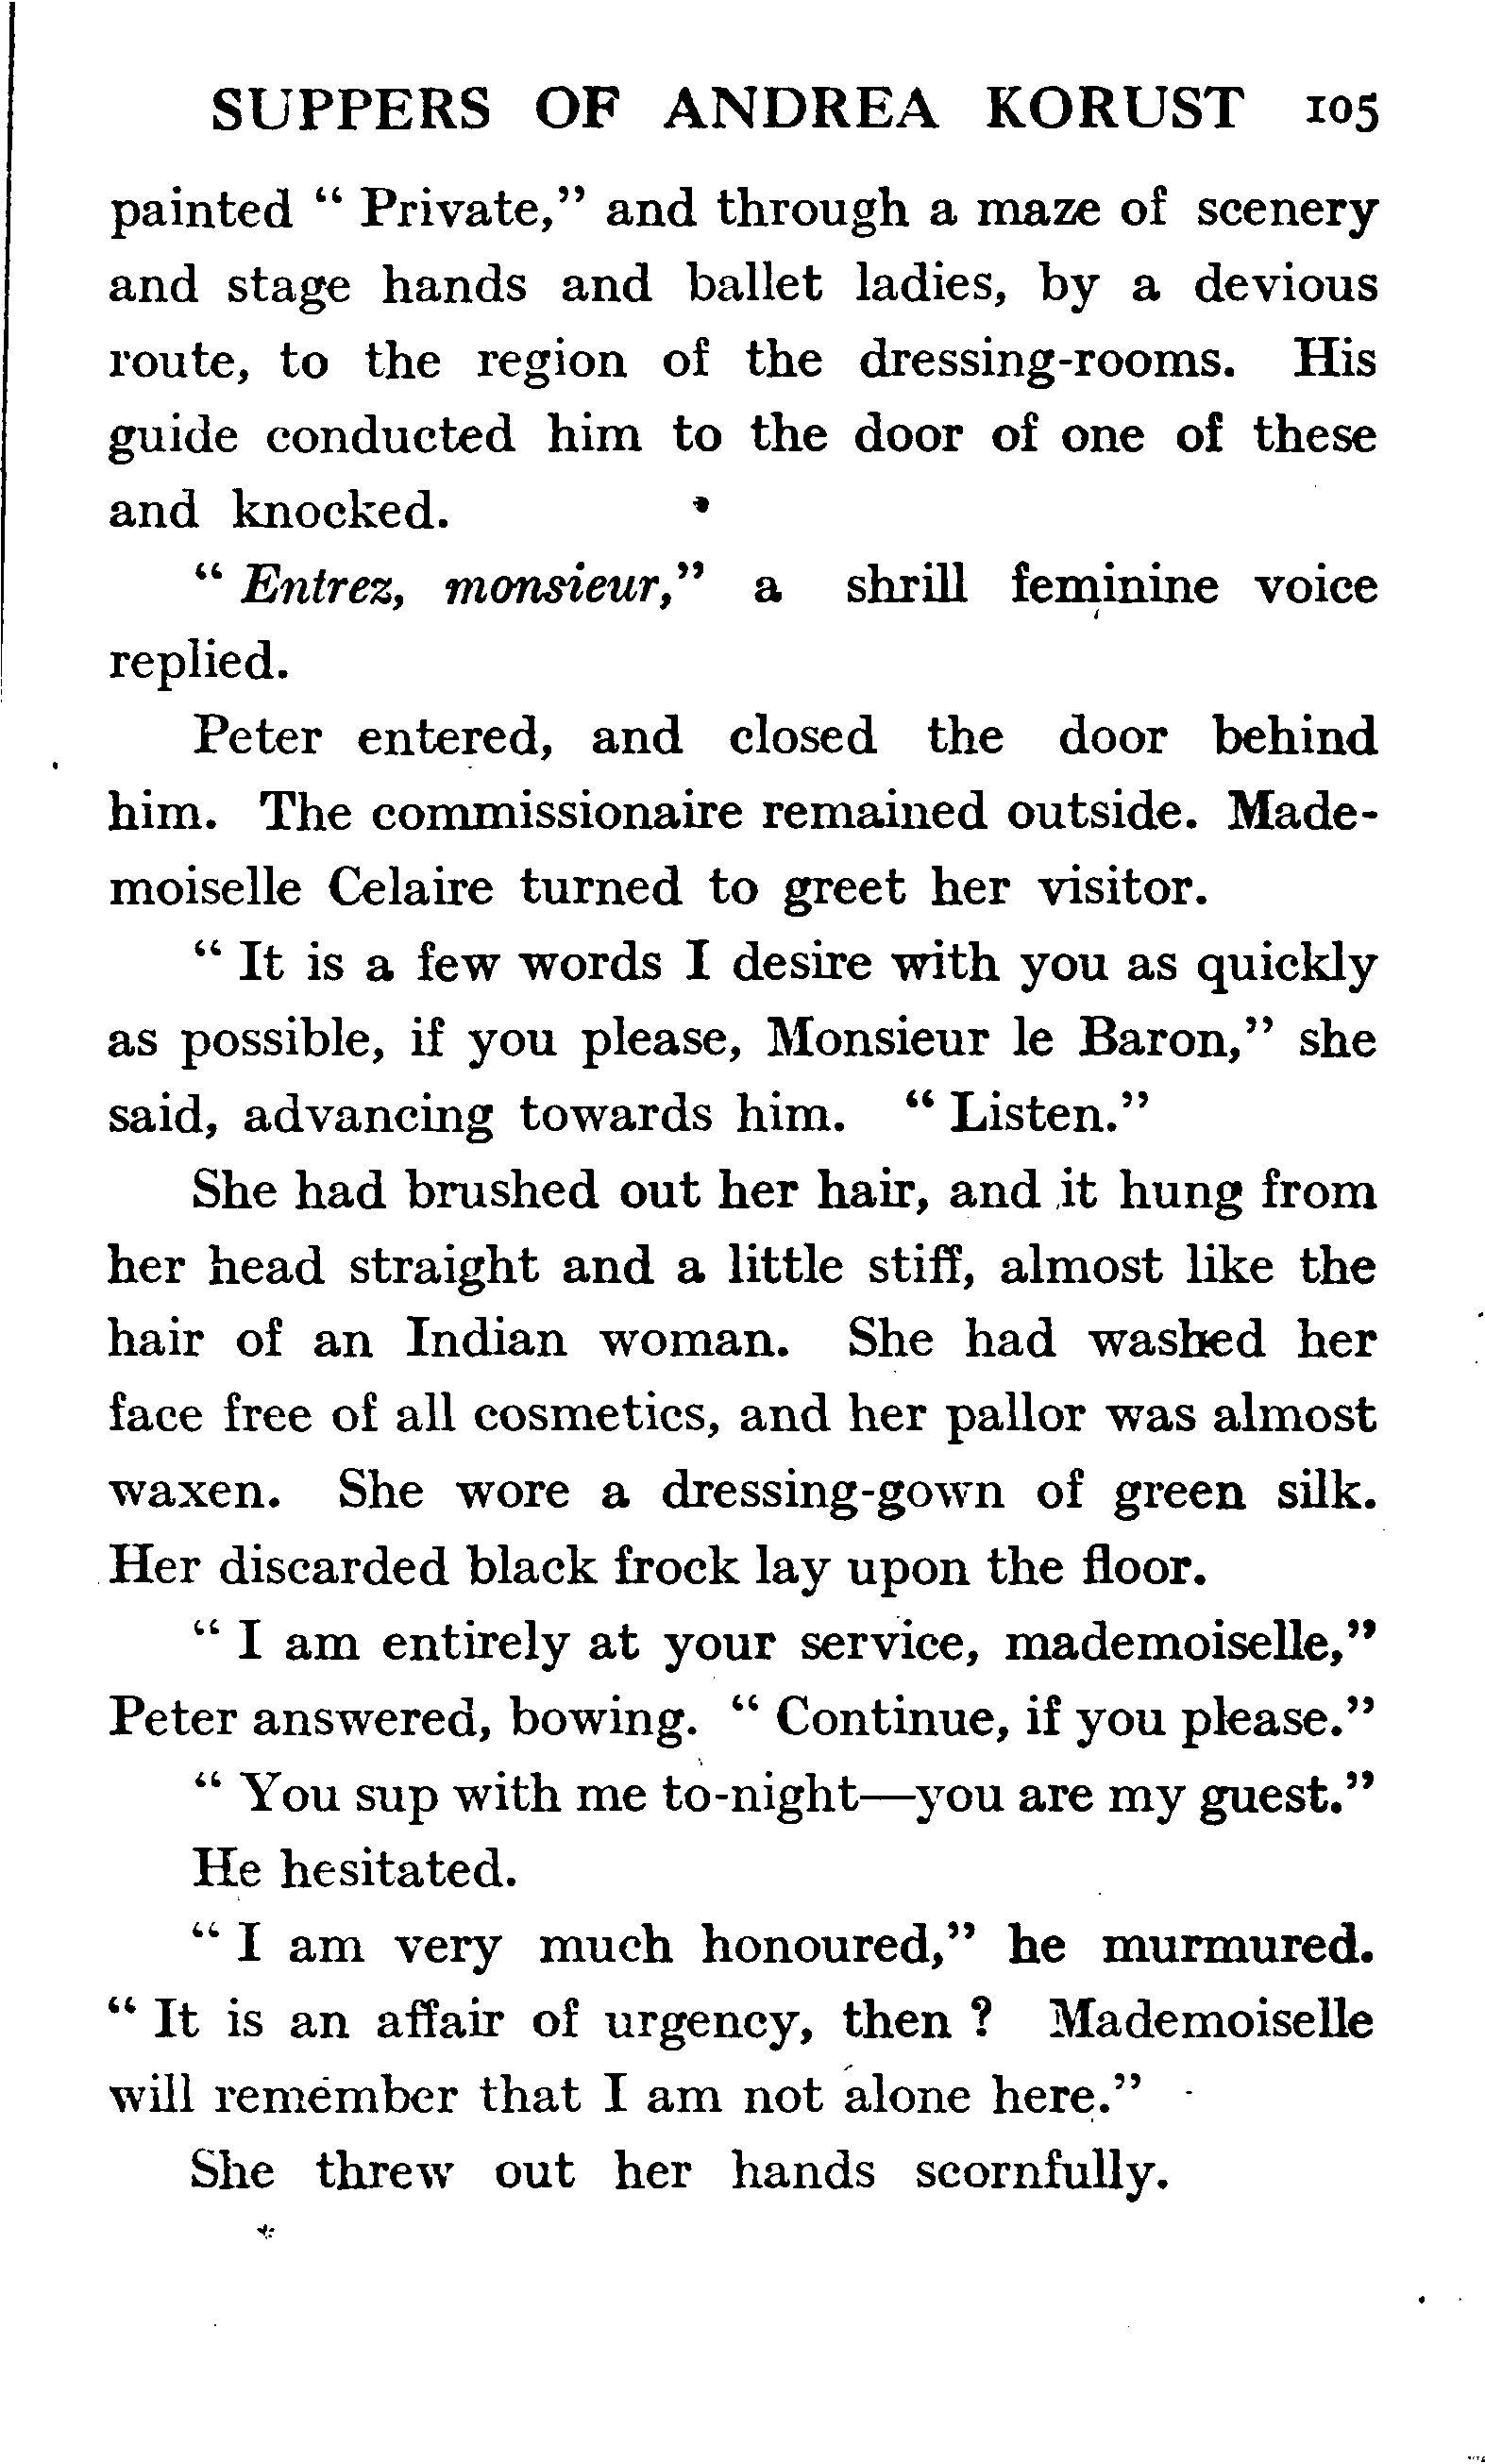 SUPPERS OF ANDREA KORUST 105
painted “ Private,” and through a maze of scenery
and stage hands and ballet ladies, by a devious
route, to the region of the dressing-rooms. His
guide conducted him to the door of one of these
and knocked.
“ Entrez, monsieur,” a shrill feminine voice
replied.
Peter entered, and closed the door behind
him. The commissionaire remained outside. Made-
moiselle Celaire turned to greet her visitor.
“ It is a few words I desire with you as quickly
as possible, if you please, Monsieur le Baron,” she
said, advancing towards him. “ Listen.”
She had brushed out her hair, and it hung from
her head straight and a little stiff, almost like the
hair of an Indian woman. She had washed her
face free of all cosmetics, and her pallor was almost
waxen. She wore a dressing-gown of green silk.
Her discarded black frock lay upon the floor.
“ I am entirely at your service, mademoiselle,”
Peter answered, bowing. “ Continue, if you please.”
“ You sup with me to-night—you are my guest.”
He hesitated.
“ I am very much honoured,” he murmured.
“ It is an affair of urgency, then ? Mademoiselle
will remember that I am not alone here.”
She threw out her hands scornfully.